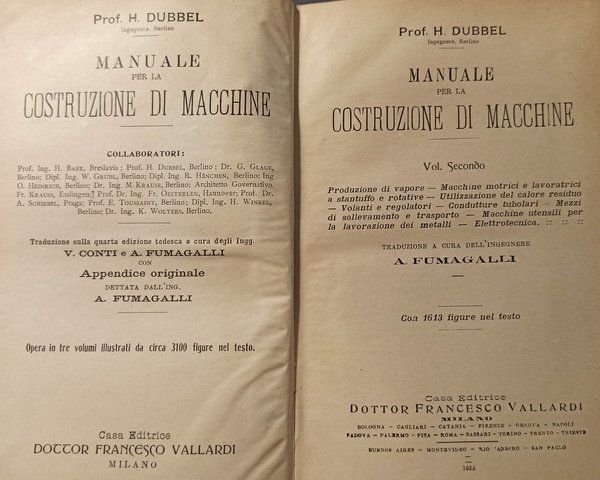 Prof. H. DUBBEL
Ingegnere, Berlino
MANUALE
PER LA
COSTRUZIONE DI MACCHINE
COLLABORATORI:
Prof. Ing. H. BAER, Breslavia; Prof. H. DUBBEL, Berlino; Dr. G. GLAGE,
Berlino; Dipl. Ing. W. GRUHL, Berlino; Dipl. Ing. R. HÄNCHEN, Berlino; Ing.
O. HEINRICH, Berlino; Dr. Ing. M. KRAUSE, Berlino; Architetto Governativo.
FR. KRAUSS, Esslingen; Prof. Dr. Ing. FR. OESTERLEN, Hannover; Prof. Dr.
A. SCHIEBEL, Praga; Prof. E. TOUSSAINT, Berlino; Dipl. Ing. H. WINKEL,
Berlino; Dr. Ing. K. WOLTERS, Berlino.
Traduzione sulla quarta edizione tedesca a cura degli Ingg.
V. CONTI e A. FUMAGALLI
CON
Appendice originale
DETTATA DALL'ING.
A. FUMAGALLI
Opera in tre volumi illustrati da circa 3100 figure nel testo.
Casa Editrice
DOTTOR FRANCESCO VALLARDI
MILANO
Prof. H. DUBBEL
Ingegnere, Berlino
MANUALE
PER LA
COSTRUZIONE DI MACCHINE
Vol. Secondo
Produzione di vapore — Macchine motrici e lavoratrici
a stantuffo e rotative — Utilizzazione del calore residuo
— Volanti e regolatori — Condutture tubolari - Mezzi
di sollevamento e trasporto — Macchine utensili per
la lavorazione dei metalli — Elettrotecnica. :: :: ::
TRADUZIONE A CURA DELL'INGEGNERE
A. FUMAGALLI
Con 1613 figure nel testo
Casa Editrice
DOTTOR FRANCESCO VALLARDI
MILANO
BOLOGNA - CAGLIARI - CATANIA - FIRENZE - GENOVA - NAPOLI
PADOVA - PALERMO - PISA - ROMA - SASSARI - TORINO - TRENTO - TRIESTE
BUENOS AIRES - MONTEVIDEO - RIO JANEIRO - SAN PAULO